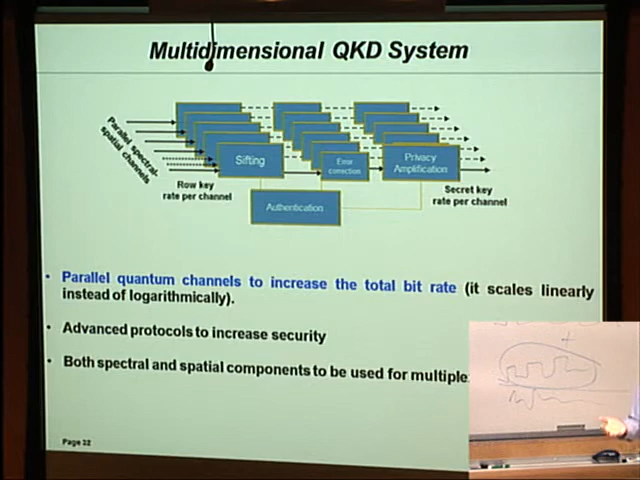 Multidimensional QKD System
Parallel spectral-
spatial channels
Sifting
Error
correction
Privacy
Amplification
Row key
rate per channel
Secret key
rate per channel
Authentication
• Parallel quantum channels to increase the total bit rate (it scales linearly
instead of logarithmically).
• Advanced protocols to increase security
• Both spectral and spatial components to be used for multiple
Page 32